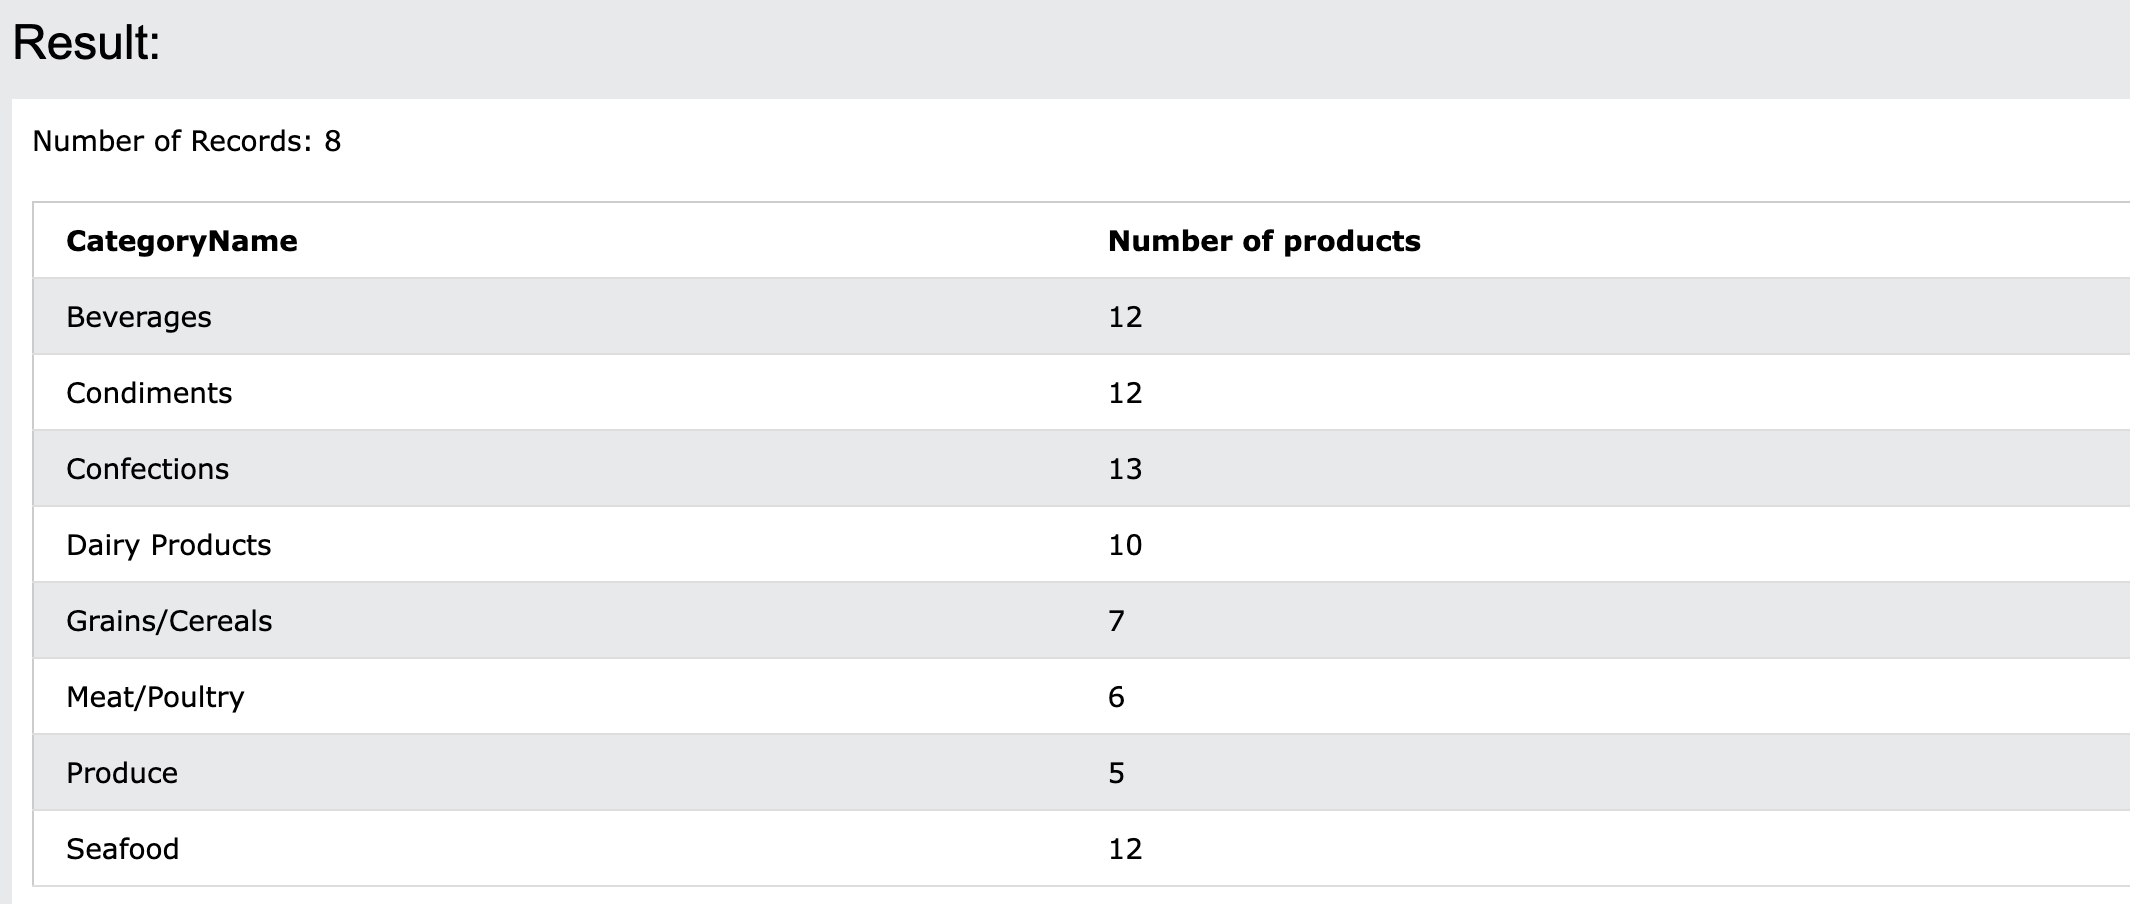 Result:
Number of Records: 8
CategoryName Number of products
Beverages 12
Condiments 12
Confections 13
Dairy Products 10
Grains/Cereals 7
Meat/Poultry 6
Produce 5
Seafood 12